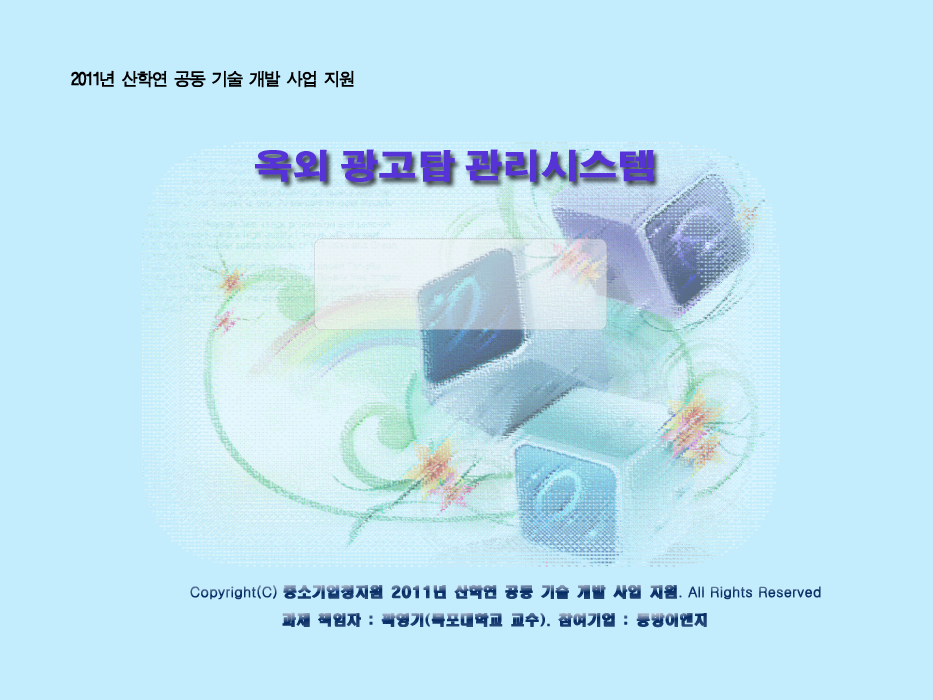 2011년 산학연 공동 기술 개발 사업 지원
옥외 광고탑 관리시스템
Copyright(C) 중소기업청지원 2011년 산학연 공동 기술 개발 사업 지원. All Rights Reserved
과제 책임자 : 곽영기(목포대학교 교수). 참여기업 : 동방이엔지